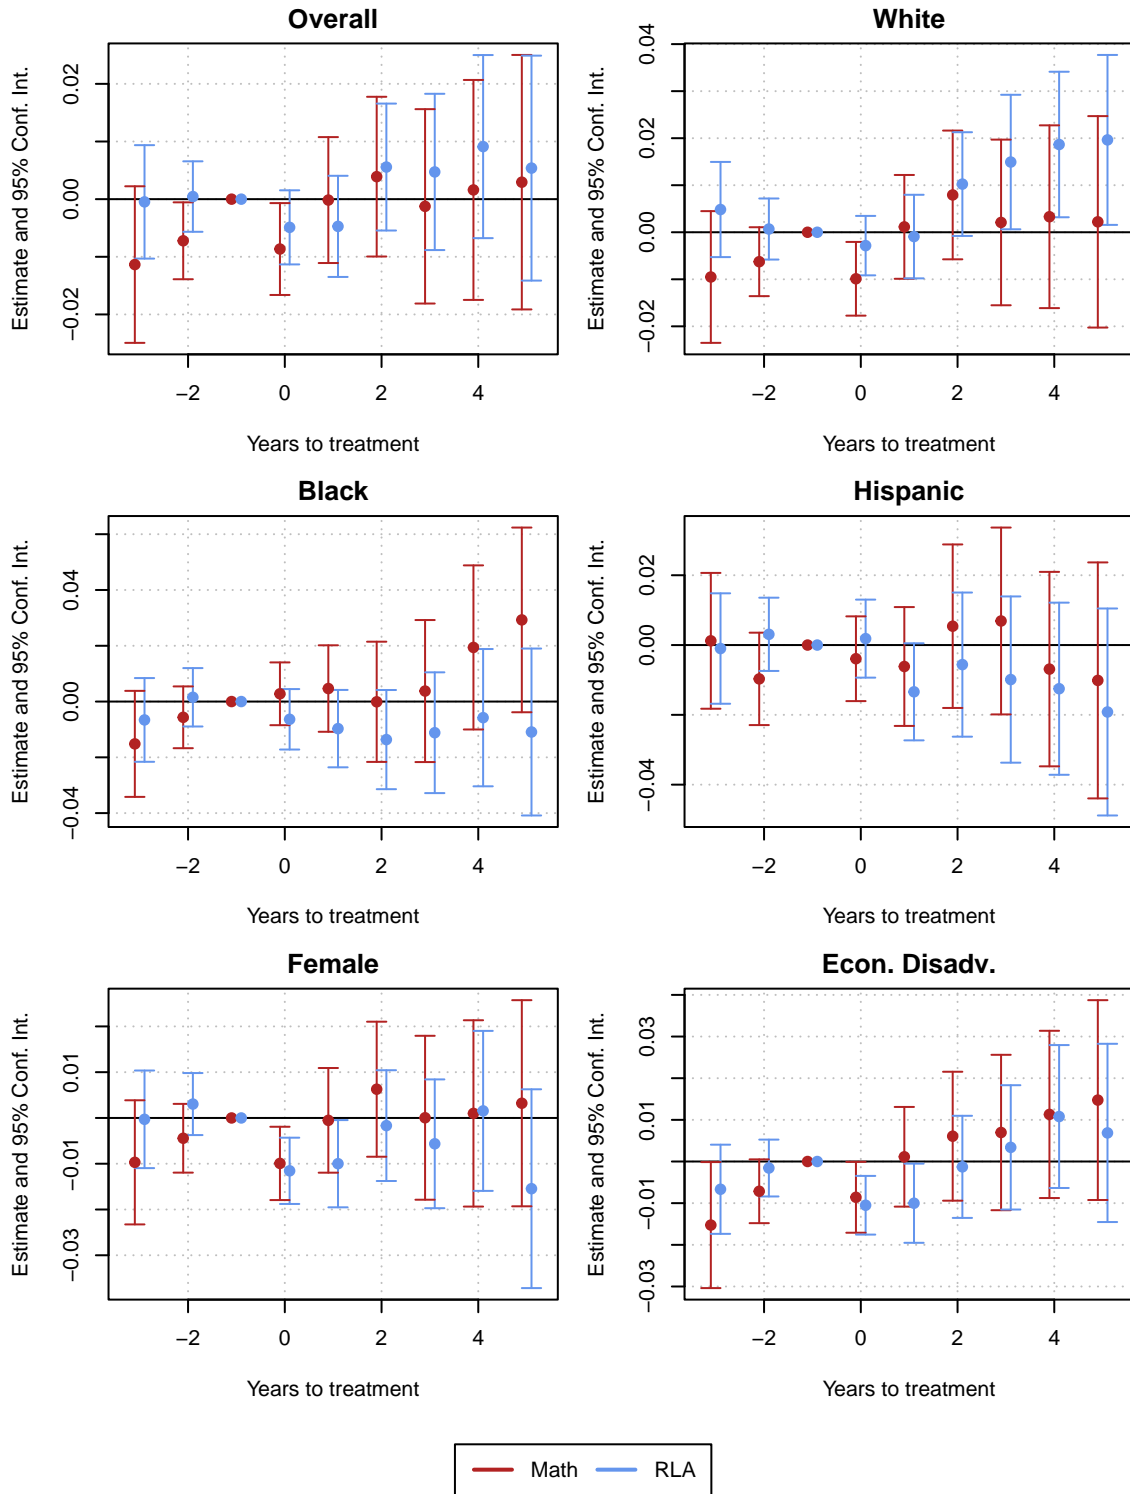 Overall
Estimate and 95% Conf. Int.
0.02
0.00
−0.02
−2 0 2 4
Years to treatment
White
Estimate and 95% Conf. Int.
0.04
0.02
0.00
−0.02
−2 0 2 4
Years to treatment
Black
Estimate and 95% Conf. Int.
0.04
0.00
−0.04
−2 0 2 4
Years to treatment
Hispanic
Estimate and 95% Conf. Int.
0.02
0.00
−0.04
−2 0 2 4
Years to treatment
Female
Estimate and 95% Conf. Int.
0.01
−0.01
−0.03
−2 0 2 4
Years to treatment
Econ. Disadv.
Estimate and 95% Conf. Int.
0.03
0.01
−0.01
−0.03
−2 0 2 4
Years to treatment
Math RLA